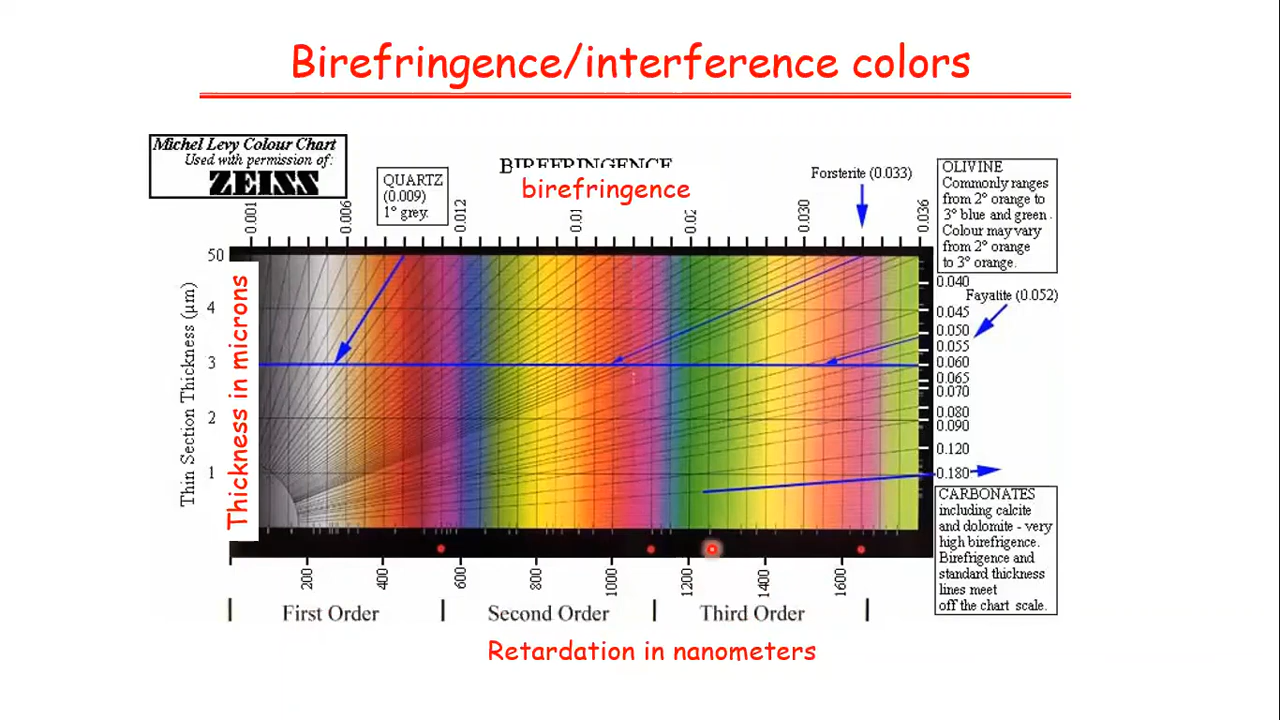 Birefringence/interference colors
Michel Levy Colour Chart
Used with permission of:
ZEISS
QUARTZ
(0.009)
1° grey.
BIREFRINGENCE
birefringence
Forsterite (0.033)
OLIVINE
Commonly ranges
from 2° orange to
3° blue and green.
Colour may vary
from 2° orange
to 3° orange.
0.001
0.006
0.012
0.01
0.02
0.030
0.036
50
4
3
2
1
Thin Section Thickness (µm)
Thickness in microns
0.040
Fayalite (0.052)
0.045
0.050
0.055
0.060
0.065
0.070
0.080
0.090
0.120
0.180
CARBONATES
including calcite
and dolomite - very
high birefrigence.
Birefrigence and
standard thickness
lines meet
off the chart scale.
200
400
600
800
1000
1200
1400
1600
First Order
Second Order
Third Order
Retardation in nanometers